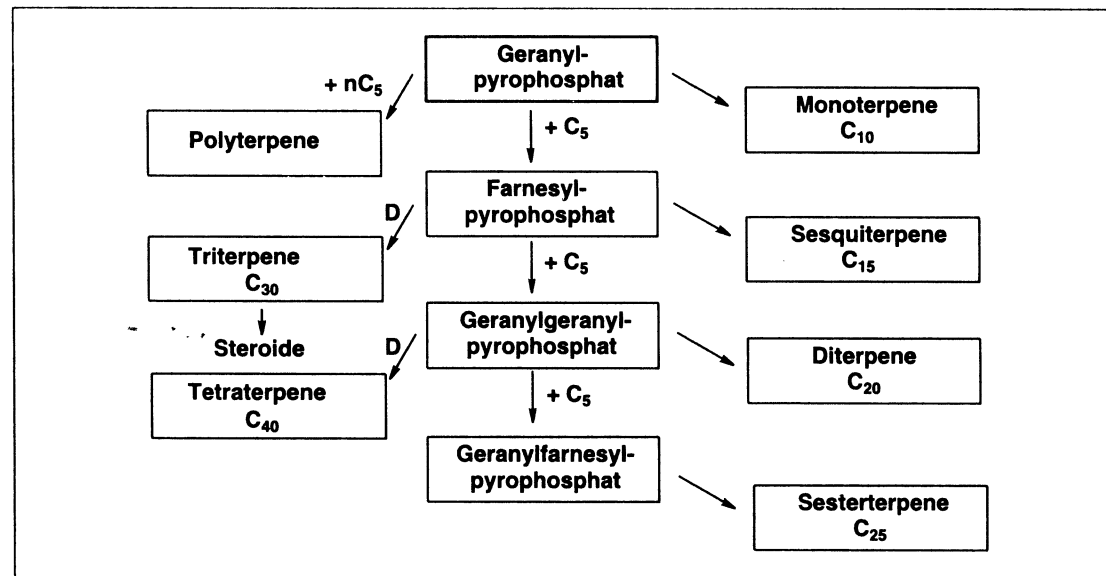 Geranyl-
pyrophosphat
+ nC₅
Monoterpene
C₁₀
Polyterpene
+ C₅
Farnesyl-
pyrophosphat
D
Sesquiterpene
C₁₅
Triterpene
C₃₀
+ C₅
Steroide
Geranylgeranyl-
pyrophosphat
D
Diterpene
C₂₀
Tetraterpene
C₄₀
+ C₅
Geranylfarnesyl-
pyrophosphat
Sesterterpene
C₂₅